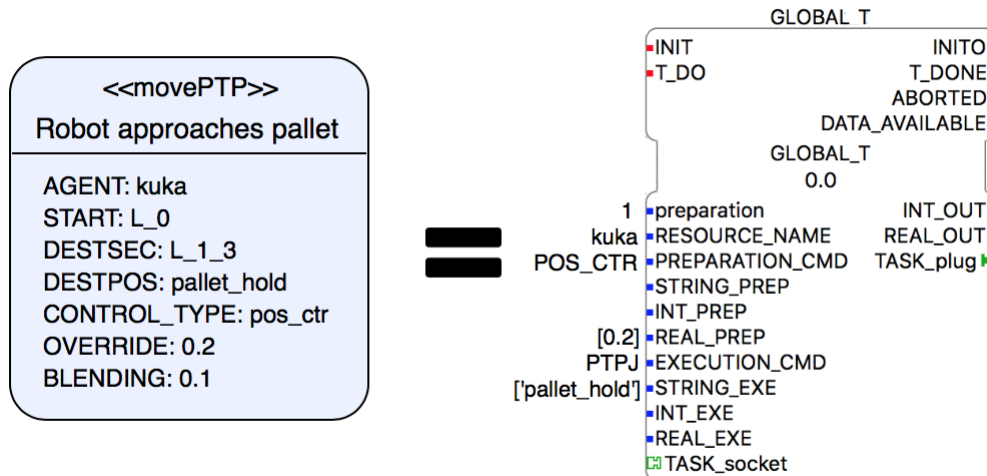 <<movePTP>>
Robot approaches pallet
AGENT: kuka
START: L_0
DESTSEC: L_1_3
DESTPOS: pallet_hold
CONTROL_TYPE: pos_ctr
OVERRIDE: 0.2
BLENDING: 0.1
GLOBAL_T
INIT INITO
T_DO T_DONE
ABORTED
DATA_AVAILABLE
GLOBAL_T
0.0
1 preparation INT_OUT
kuka RESOURCE_NAME REAL_OUT
POS_CTR PREPARATION_CMD TASK_plug
STRING_PREP
INT_PREP
[0.2] REAL_PREP
PTPJ EXECUTION_CMD
['pallet_hold'] STRING_EXE
INT_EXE
REAL_EXE
TASK_socket